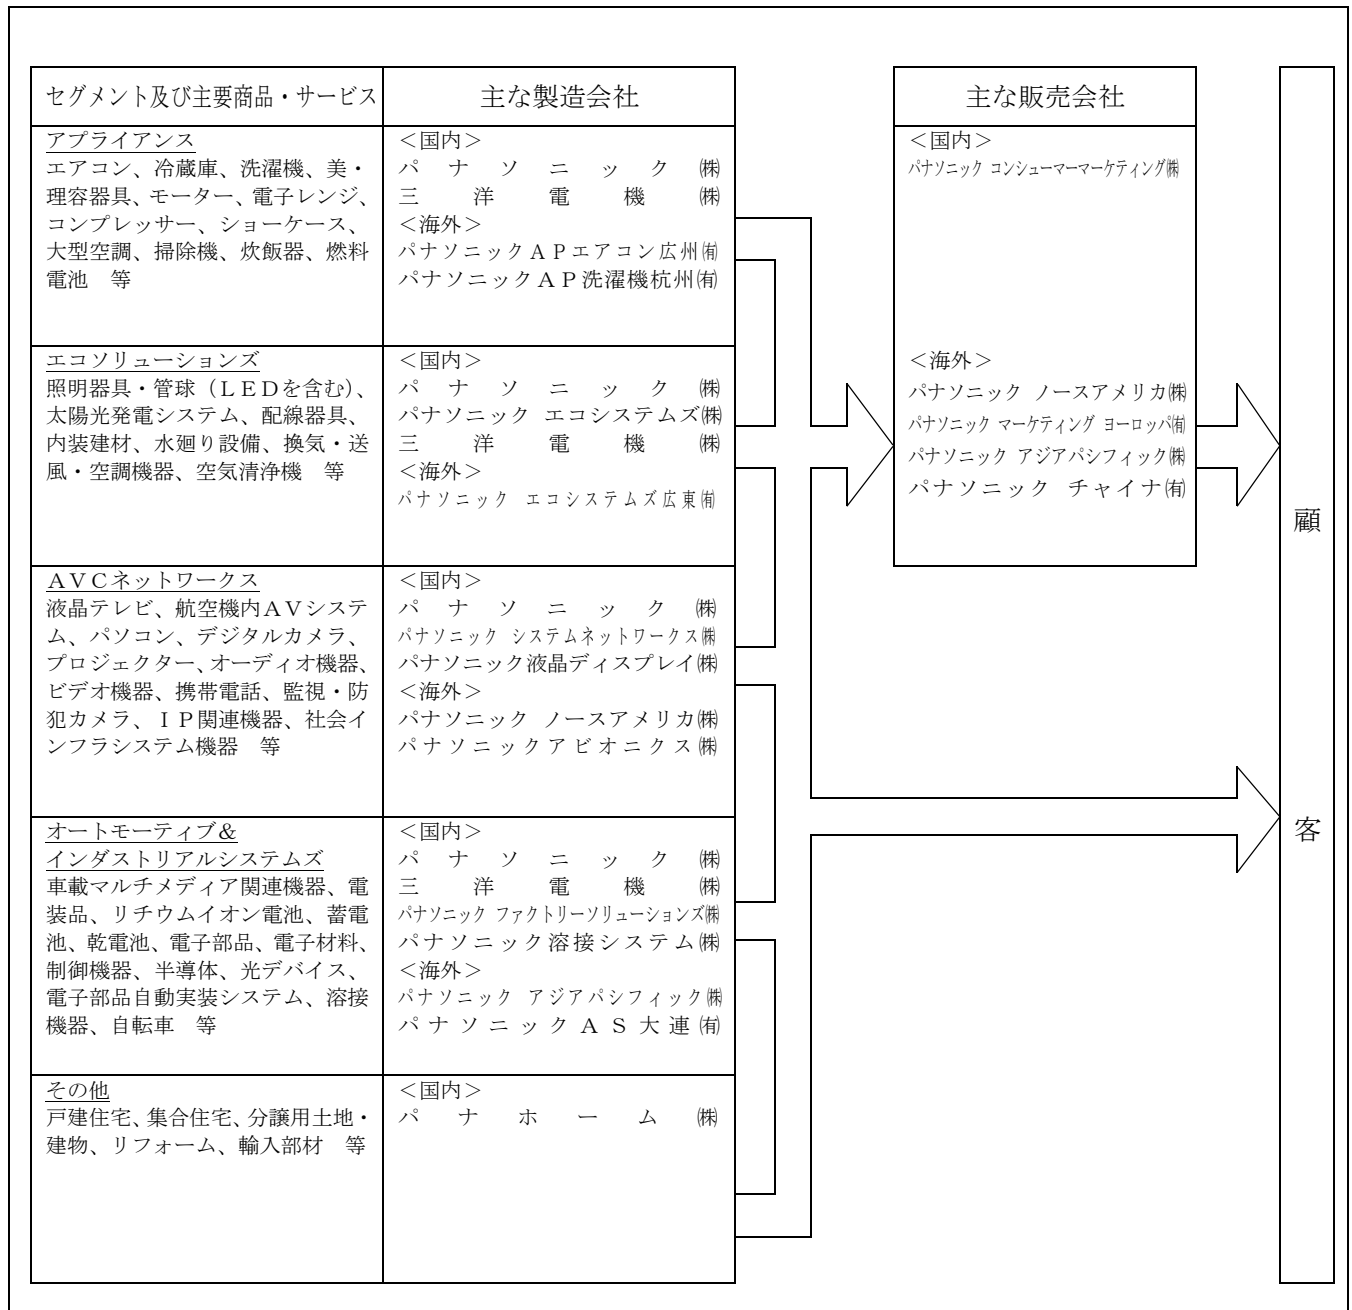 セグメント及び主要商品・サービス
主な製造会社
アプライアンス
エアコン、冷蔵庫、洗濯機、美・
理容器具、モーター、電子レンジ、
コンプレッサー、ショーケース、
大型空調、掃除機、炊飯器、燃料
電池　等
＜国内＞
パナソニック㈱
三洋電機㈱
＜海外＞
パナソニックＡＰエアコン広州㈲
パナソニックＡＰ洗濯機杭州㈲
エコソリューションズ
照明器具・管球（ＬＥＤを含む）、
太陽光発電システム、配線器具、
内装建材、水廻り設備、換気・送
風・空調機器、空気清浄機　等
＜国内＞
パナソニック㈱
パナソニック エコシステムズ㈱
三洋電機㈱
＜海外＞
パナソニック エコシステムズ広東㈲
ＡＶＣネットワークス
液晶テレビ、航空機内ＡＶシステ
ム、パソコン、デジタルカメラ、
プロジェクター、オーディオ機器、
ビデオ機器、携帯電話、監視・防
犯カメラ、ＩＰ関連機器、社会イ
ンフラシステム機器　等
＜国内＞
パナソニック㈱
パナソニック システムネットワークス㈱
パナソニック液晶ディスプレイ㈱
＜海外＞
パナソニック ノースアメリカ㈱
パナソニックアビオニクス㈱
オートモーティブ＆
インダストリアルシステムズ
車載マルチメディア関連機器、電
装品、リチウムイオン電池、蓄電
池、乾電池、電子部品、電子材料、
制御機器、半導体、光デバイス、
電子部品自動実装システム、溶接
機器、自転車　等
＜国内＞
パナソニック㈱
三洋電機㈱
パナソニック ファクトリーソリューションズ㈱
パナソニック溶接システム㈱
＜海外＞
パナソニック アジアパシフィック㈱
パナソニックＡＳ大連㈲
その他
戸建住宅、集合住宅、分譲用土地・
建物、リフォーム、輸入部材　等
＜国内＞
パナホーム㈱
主な販売会社
＜国内＞
パナソニック コンシューマーマーケティング㈱
＜海外＞
パナソニック ノースアメリカ㈱
パナソニック マーケティング ヨーロッパ㈲
パナソニック アジアパシフィック㈱
パナソニック チャイナ㈲
顧客